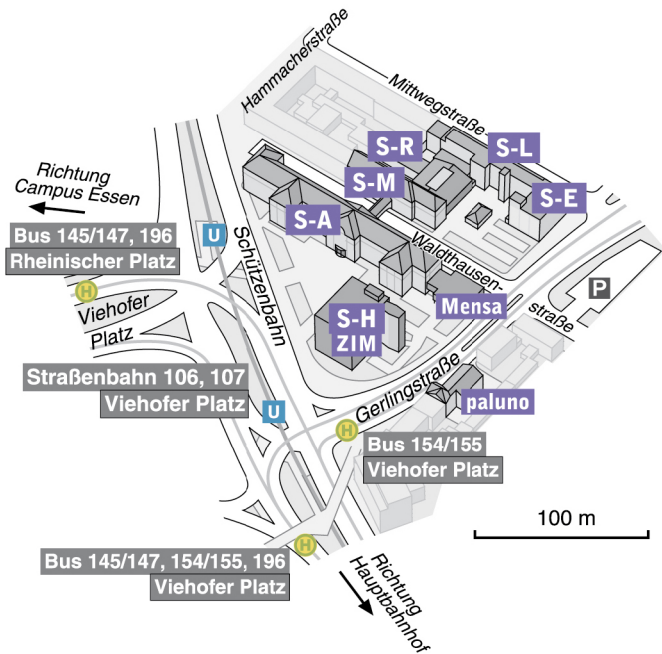 Hammacherstraße
Mittwegstraße
S-R
S-L
S-M
S-E
S-A
Richtung
Campus Essen
Bus 145/147, 196
Rheinischer Platz
U
H
Viehofer
Platz
Schützenbahn
Waldthausen-
straße
P
Mensa
S-H
ZIM
Straßenbahn 106, 107
Viehofer Platz
U
Gerlingstraße
paluno
H
Bus 154/155
Viehofer Platz
100 m
Bus 145/147, 154/155, 196
Viehofer Platz
H
Richtung
Hauptbahnhof